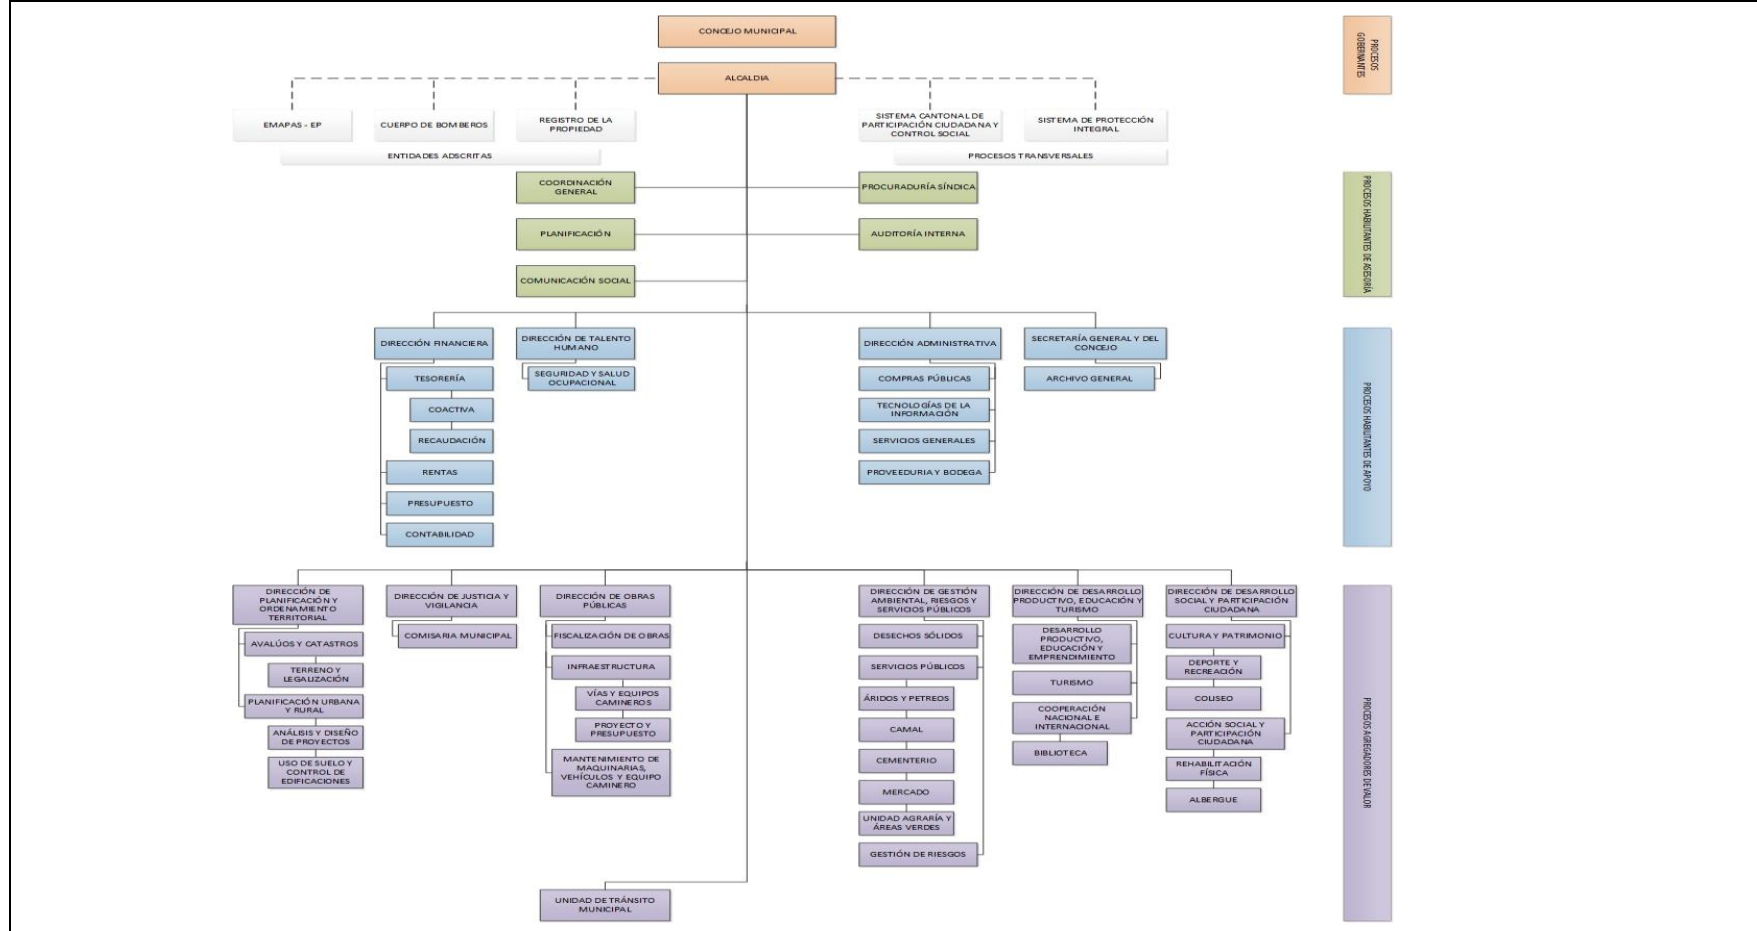 CONCEJO MUNICIPAL
PROCESOS
GOBERNANTES
ALCALDIA
EMAPAS - EP
CUERPO DE BOMBEROS
REGISTRO DE LA
PROPIEDAD
SISTEMA CANTONAL DE
PARTICIPACIÓN CIUDADANA Y
CONTROL SOCIAL
SISTEMA DE PROTECCIÓN
INTEGRAL
ENTIDADES ADSCRITAS
PROCESOS TRANSVERSALES
COORDINACIÓN
GENERAL
PROCURADURÍA SÍNDICA
PLANIFICACIÓN
AUDITORÍA INTERNA
COMUNICACIÓN SOCIAL
PROCESOS HABILITANTES DE ASESORÍA
DIRECCIÓN FINANCIERA
TESORERÍA
COACTIVA
RECAUDACIÓN
RENTAS
PRESUPUESTO
CONTABILIDAD
DIRECCIÓN DE TALENTO
HUMANO
SEGURIDAD Y SALUD
OCUPACIONAL
DIRECCIÓN ADMINISTRATIVA
COMPRAS PÚBLICAS
TECNOLOGÍAS DE LA
INFORMACIÓN
SERVICIOS GENERALES
PROVEEDURIA Y BODEGA
SECRETARÍA GENERAL Y DEL
CONCEJO
ARCHIVO GENERAL
PROCESOS HABILITANTES DE APOYO
DIRECCIÓN DE
PLANIFICACIÓN Y
ORDENAMIENTO
TERRITORIAL
AVALÚOS Y CATASTROS
TERRENO Y
LEGALIZACIÓN
PLANIFICACIÓN URBANA
Y RURAL
ANÁLISIS Y DISEÑO
DE PROYECTOS
USO DE SUELO Y
CONTROL DE
EDIFICACIONES
DIRECCIÓN DE JUSTICIA Y
VIGILANCIA
COMISARIA MUNICIPAL
DIRECCIÓN DE OBRAS
PÚBLICAS
FISCALIZACIÓN DE OBRAS
INFRAESTRUCTURA
VÍAS Y EQUIPOS
CAMINEROS
PROYECTO Y
PRESUPUESTO
MANTENIMIENTO DE
MAQUINARIAS,
VEHÍCULOS Y EQUIPO
CAMINERO
DIRECCIÓN DE GESTIÓN
AMBIENTAL, RIESGOS Y
SERVICIOS PÚBLICOS
DESECHOS SÓLIDOS
SERVICIOS PÚBLICOS
ÁRIDOS Y PETREOS
CAMAL
CEMENTERIO
MERCADO
UNIDAD AGRARÍA Y
ÁREAS VERDES
GESTIÓN DE RIESGOS
DIRECCIÓN DE DESARROLLO
PRODUCTIVO, EDUCACIÓN Y
TURISMO
DESARROLLO
PRODUCTIVO,
EDUCACIÓN Y
EMPRENDIMIENTO
TURISMO
COOPERACIÓN
NACIONAL E
INTERNACIONAL
BIBLIOTECA
DIRECCIÓN DE DESARROLLO
SOCIAL Y PARTICIPACIÓN
CIUDADANA
CULTURA Y PATRIMONIO
DEPORTE Y
RECREACIÓN
COLISEO
ACCIÓN SOCIAL Y
PARTICIPACIÓN
CIUDADANA
REHABILITACIÓN
FÍSICA
ALBERGUE
PROCESOS AGREGADORES DE VALOR
UNIDAD DE TRÁNSITO
MUNICIPAL